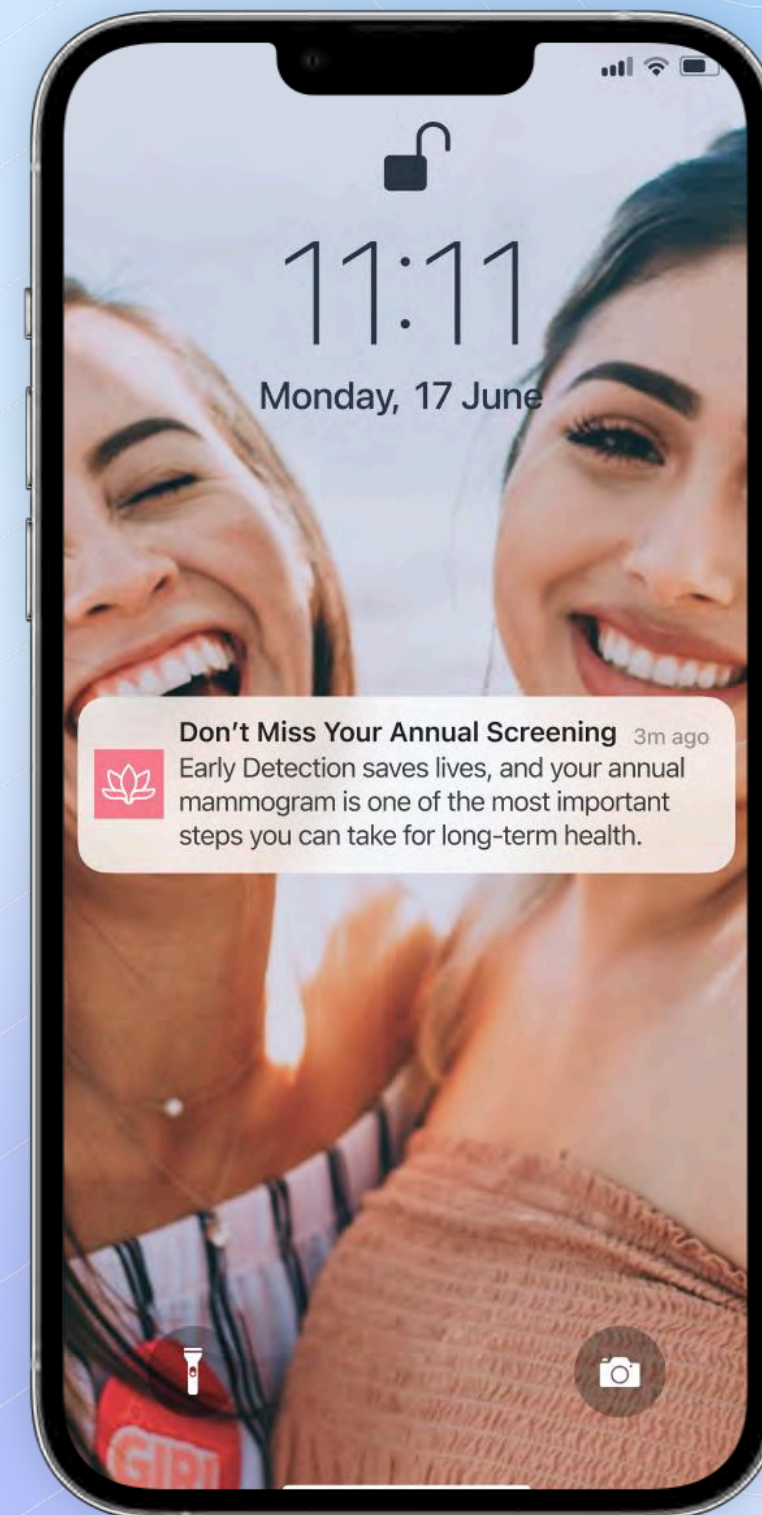 11:11
Monday, 17 June
Don’t Miss Your Annual Screening 3m ago
Early Detection saves lives, and your annual
mammogram is one of the most important
steps you can take for long-term health.
GIRL